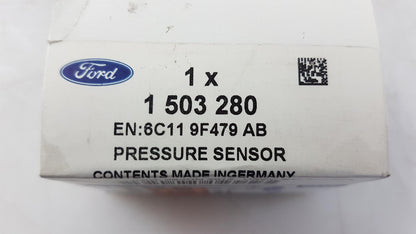 Ford
1 x
1 503 280
EN:6C11 9F479 AB
PRESSURE SENSOR
CONTENTS MADE INGERMANY